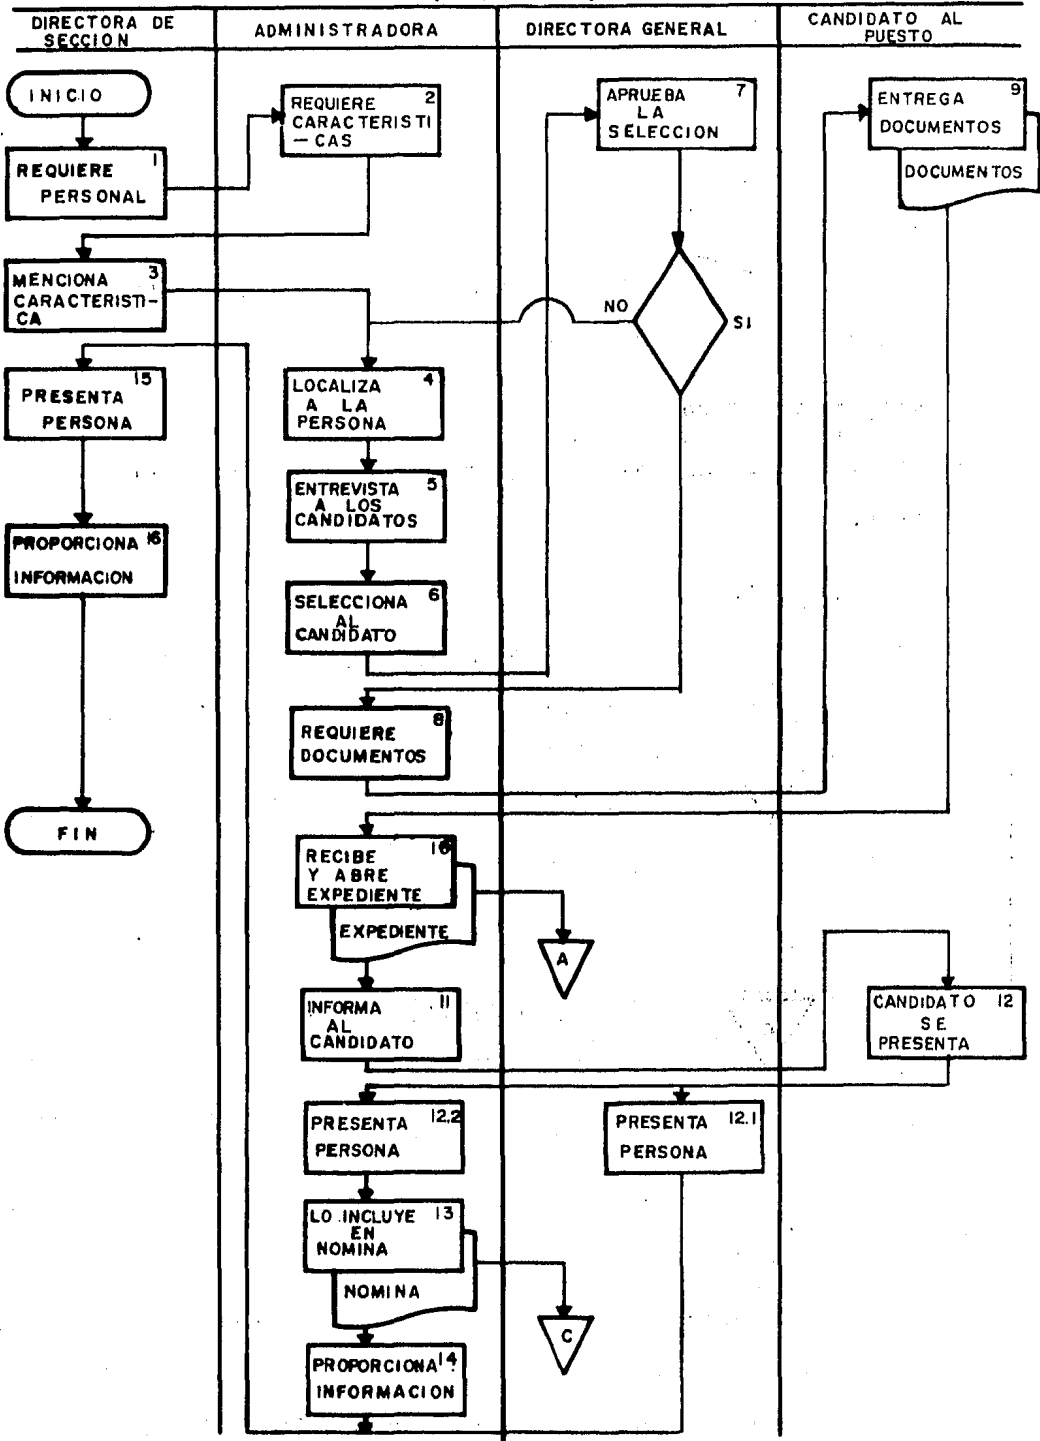 DIRECTORA DE
SECCION
ADMINISTRADORA
DIRECTORA GENERAL
CANDIDATO AL
PUESTO
INICIO
1
REQUIERE
PERSONAL
2
REQUIERE
CARACTERISTI
-CAS
3
MENCIONA
CARACTERISTI-
CA
4
LOCALIZA
A LA
PERSONA
5
ENTREVISTA
A LOS
CANDIDATOS
6
SELECCIONA
AL
CANDIDATO
7
APRUEBA
LA
SELECCION
NO
SI
8
REQUIERE
DOCUMENTOS
9
ENTREGA
DOCUMENTOS
DOCUMENTOS
10
RECIBE
Y ABRE
EXPEDIENTE
EXPEDIENTE
A
11
INFORMA
AL
CANDIDATO
CANDIDATO 12
SE
PRESENTA
PRESENTA 12.1
PERSONA
PRESENTA 12.2
PERSONA
LO INCLUYE 13
EN
NOMINA
NOMINA
C
PROPORCIONA 14
INFORMACION
15
PRESENTA
PERSONA
PROPORCIONA 16
INFORMACION
FIN